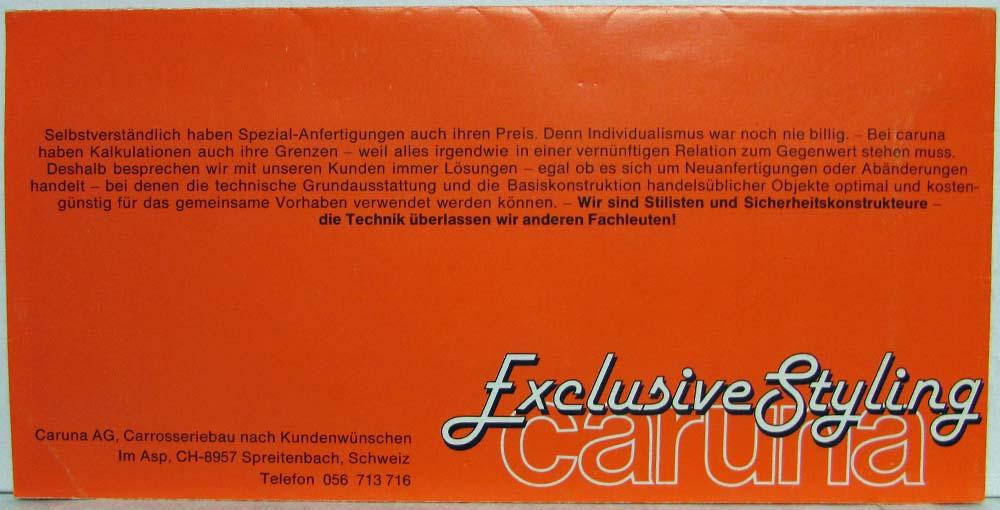 Selbstverständlich haben Spezial-Anfertigungen auch ihren Preis. Denn Individualismus war noch nie billig. – Bei caruna
haben Kalkulationen auch ihre Grenzen – weil alles irgendwie in einer vernünftigen Relation zum Gegenwert stehen muss.
Deshalb besprechen wir mit unseren Kunden immer Lösungen – egal ob es sich um Neuanfertigungen oder Abänderungen
handelt – bei denen die technische Grundausstattung und die Basiskonstruktion handelsüblicher Objekte optimal und kosten-
günstig für das gemeinsame Vorhaben verwendet werden können. – Wir sind Stilisten und Sicherheitskonstrukteure –
die Technik überlassen wir anderen Fachleuten!
Exclusive Styling
caruna
Caruna AG, Carrosseriebau nach Kundenwünschen
Im Asp, CH-8957 Spreitenbach, Schweiz
Telefon 056 713 716